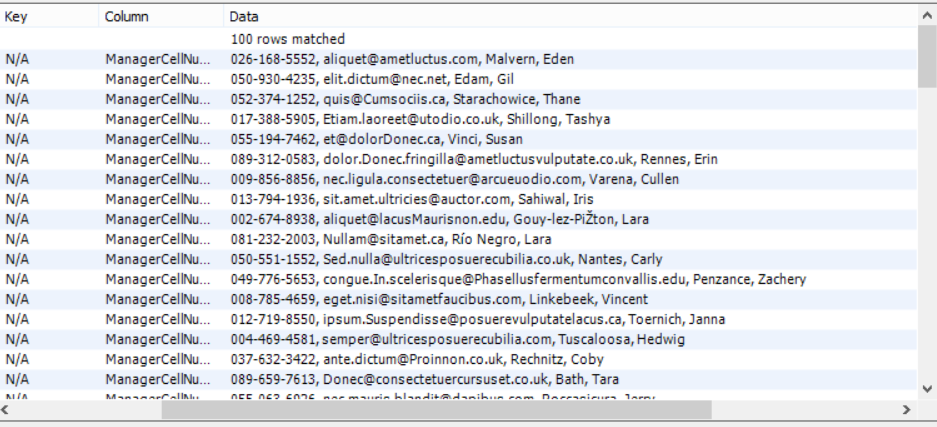 Key Column Data
100 rows matched
N/A ManagerCellNu... 026-168-5552, aliquet@ametluctus.com, Malvern, Eden
N/A ManagerCellNu... 050-930-4235, elit.dictum@nec.net, Edam, Gil
N/A ManagerCellNu... 052-374-1252, quis@Cumsociis.ca, Starachowice, Thane
N/A ManagerCellNu... 017-388-5905, Etiam.laoreet@utodio.co.uk, Shillong, Tashya
N/A ManagerCellNu... 055-194-7462, et@dolorDonec.ca, Vinci, Susan
N/A ManagerCellNu... 089-312-0583, dolor.Donec.fringilla@ametluctusvulputate.co.uk, Rennes, Erin
N/A ManagerCellNu... 009-856-8856, nec.ligula.consectetuer@arcueuodio.com, Varena, Cullen
N/A ManagerCellNu... 013-794-1936, sit.amet.ultricies@auctor.com, Sahiwal, Iris
N/A ManagerCellNu... 002-674-8938, aliquet@lacusMaurisnon.edu, Gouy-lez-PiŽton, Lara
N/A ManagerCellNu... 081-232-2003, Nullam@sitamet.ca, Río Negro, Lara
N/A ManagerCellNu... 050-551-1552, Sed.nulla@ultricesposuerecubilia.co.uk, Nantes, Carly
N/A ManagerCellNu... 049-776-5653, congue.In.scelerisque@Phasellusfermentumconvallis.edu, Penzance, Zachery
N/A ManagerCellNu... 008-785-4659, eget.nisi@sitametfaucibus.com, Linkebeek, Vincent
N/A ManagerCellNu... 012-719-8550, ipsum.Suspendisse@posuerevulputatelacus.ca, Toernich, Janna
N/A ManagerCellNu... 004-469-4581, semper@ultricesposuerecubilia.com, Tuscaloosa, Hedwig
N/A ManagerCellNu... 037-632-3422, ante.dictum@Proinnon.co.uk, Rechnitz, Coby
N/A ManagerCellNu... 089-659-7613, Donec@consectetuercursuset.co.uk, Bath, Tara
N/A ManagerCellNu...